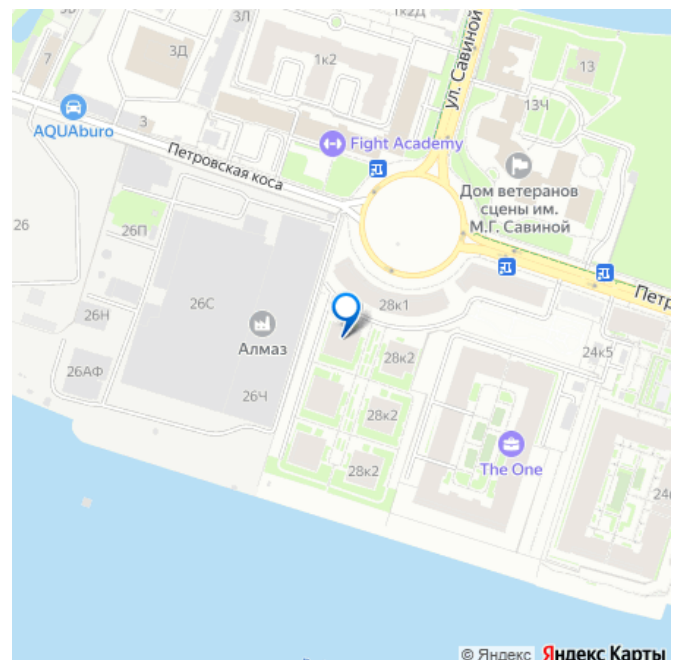 1к2Д
3Л
3Д
1к2
7
ул. Савиной
13
13Ч
AQUAburo
3
Fight Academy
Петровская коса
Дом ветеранов
сцены им.
М.Г. Савиной
26
26П
26С
28к1
Петр
26Н
Алмаз
28к2
24к5
26АФ
26Ч
28к2
The One
28к2
24
© Яндекс Яндекс Карты